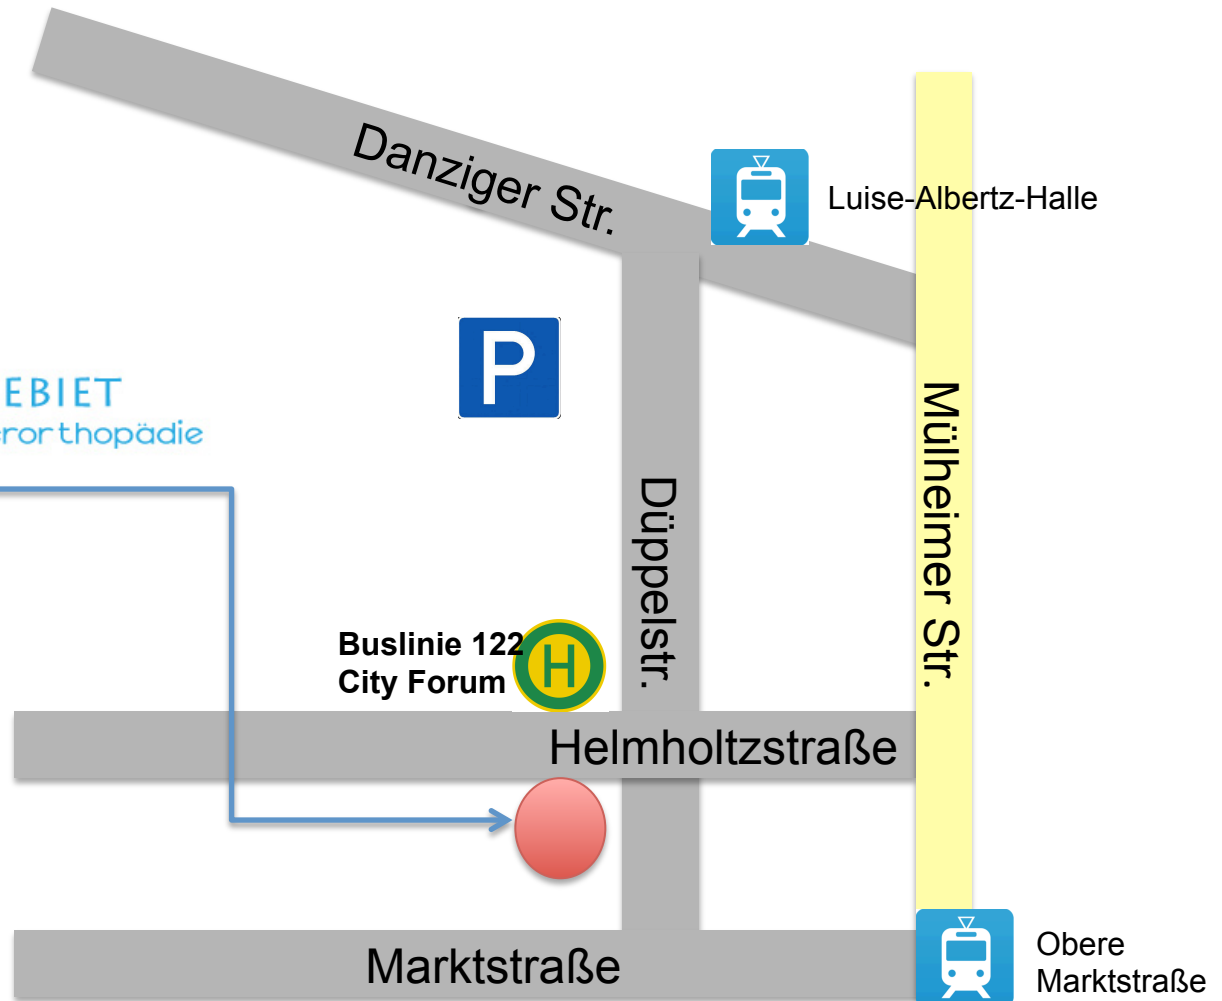 Danziger Str.
Luise-Albertz-Halle
P
EBIET
erorthopädie
Mülheimer Str.
Düppelstr.
Buslinie 122
City Forum
H
Helmholtzstraße
Marktstraße
Obere
Marktstraße